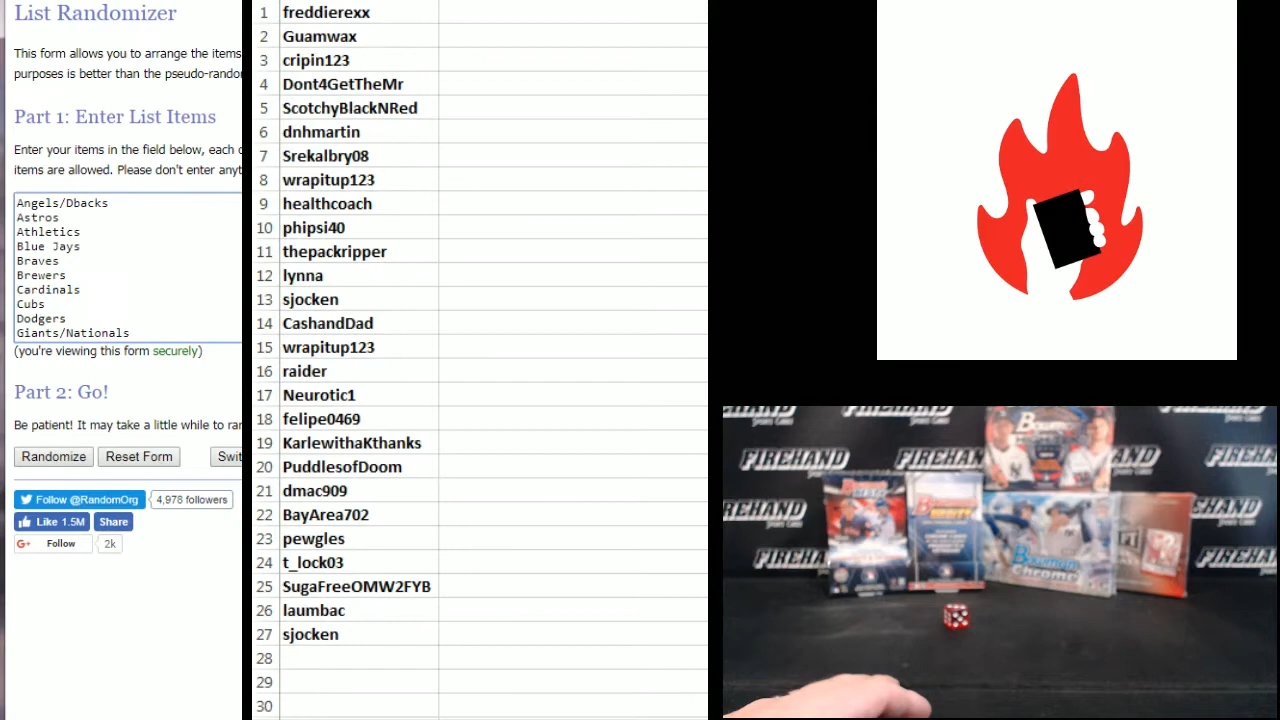 List Randomizer
This form allows you to arrange the items
purposes is better than the pseudo-rando
Part 1: Enter List Items
Enter your items in the field below, each
items are allowed. Please don't enter anyt
Angels/Dbacks
Astros
Athletics
Blue Jays
Braves
Brewers
Cardinals
Cubs
Dodgers
Giants/Nationals
(you're viewing this form securely)
Part 2: Go!
Be patient! It may take a little while to
Randomize Reset Form Swit
Follow @RandomOrg 4,978 followers
Like 1.5M Share
G+ Follow 2k
1 freddierexx
2 Guamwax
3 cripin123
4 Dont4GetTheMr
5 ScotchyBlackNRed
6 dnhmartin
7 Srekalbry08
8 wrapitup123
9 healthcoach
10 phipsi40
11 thepackripper
12 lynna
13 sjocken
14 CashandDad
15 wrapitup123
16 raider
17 Neurotic1
18 felipe0469
19 KarlewithaKthanks
20 PuddlesofDoom
21 dmac909
22 BayArea702
23 pewgles
24 t_lock03
25 SugaFreeOMW2FYB
26 laumbac
27 sjocken
28
29
30
FIREHAND
SPORTS CARDS
FIREHAND
FIREHAND
Bowman
Bowman
Chrome